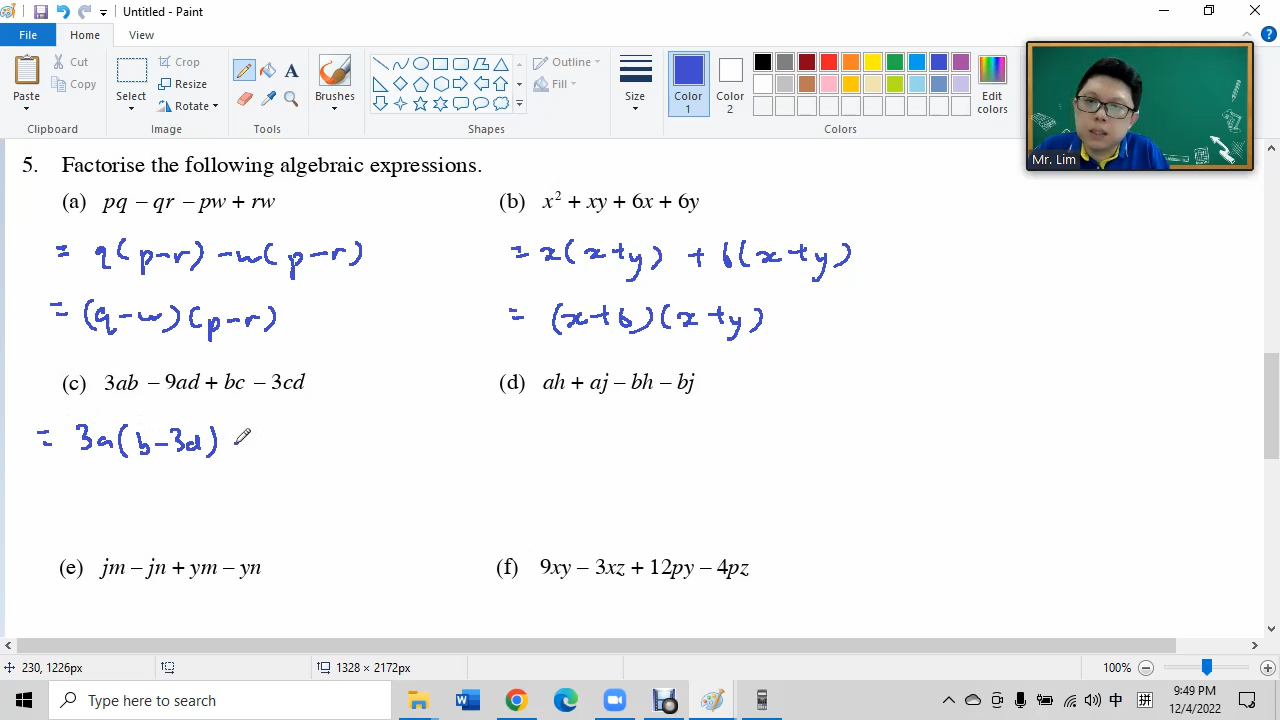 Untitled - Paint
File Home View
Paste
Cut
Copy
Clipboard
Select
Crop
Resize
Rotate
Image
Tools
Brushes
Shapes
Outline
Fill
Size
Color 1
Color 2
Edit colors
Colors
Mr. Lim
5. Factorise the following algebraic expressions.
(a) pq – qr – pw + rw
= q(p-r) -w(p-r)
= (q-w)(p-r)
(b) x² + xy + 6x + 6y
= x(x+y) + 6(x+y)
= (x+6)(x+y)
(c) 3ab – 9ad + bc – 3cd
= 3a(b-3d)
(d) ah + aj – bh – bj
(e) jm – jn + ym – yn
(f) 9xy – 3xz + 12py – 4pz
230, 1226px
1328 × 2172px
100%
Type here to search
中 拼
9:49 PM
12/4/2022